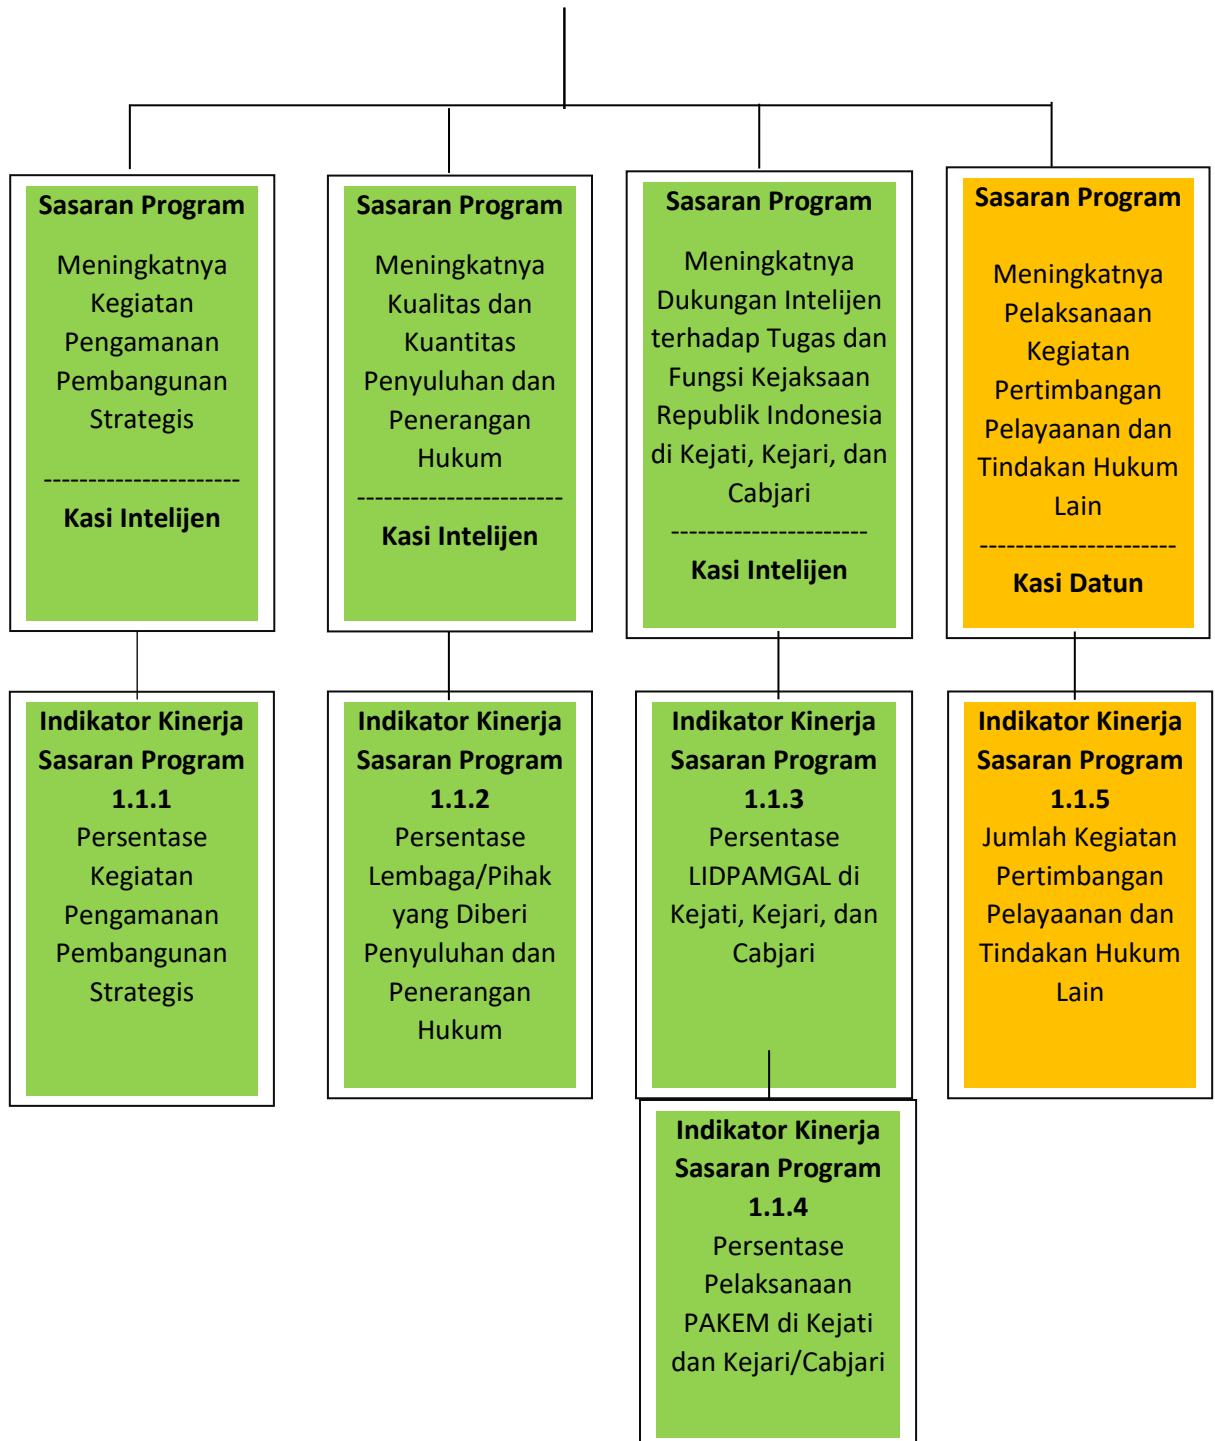 Sasaran Program
Meningkatnya
Kegiatan
Pengamanan
Pembangunan
Strategis
----------------------
Kasi Intelijen
Sasaran Program
Meningkatnya
Kualitas dan
Kuantitas
Penyuluhan dan
Penerangan
Hukum
-----------------------
Kasi Intelijen
Sasaran Program
Meningkatnya
Dukungan Intelijen
terhadap Tugas dan
Fungsi Kejaksaan
Republik Indonesia
di Kejati, Kejari, dan
Cabjari
----------------------
Kasi Intelijen
Sasaran Program
Meningkatnya
Pelaksanaan
Kegiatan
Pertimbangan
Pelayaanan dan
Tindakan Hukum
Lain
----------------------
Kasi Datun
Indikator Kinerja
Sasaran Program
1.1.1
Persentase
Kegiatan
Pengamanan
Pembangunan
Strategis
Indikator Kinerja
Sasaran Program
1.1.2
Persentase
Lembaga/Pihak
yang Diberi
Penyuluhan dan
Penerangan
Hukum
Indikator Kinerja
Sasaran Program
1.1.3
Persentase
LIDPAMGAL di
Kejati, Kejari, dan
Cabjari
Indikator Kinerja
Sasaran Program
1.1.5
Jumlah Kegiatan
Pertimbangan
Pelayaanan dan
Tindakan Hukum
Lain
Indikator Kinerja
Sasaran Program
1.1.4
Persentase
Pelaksanaan
PAKEM di Kejati
dan Kejari/Cabjari